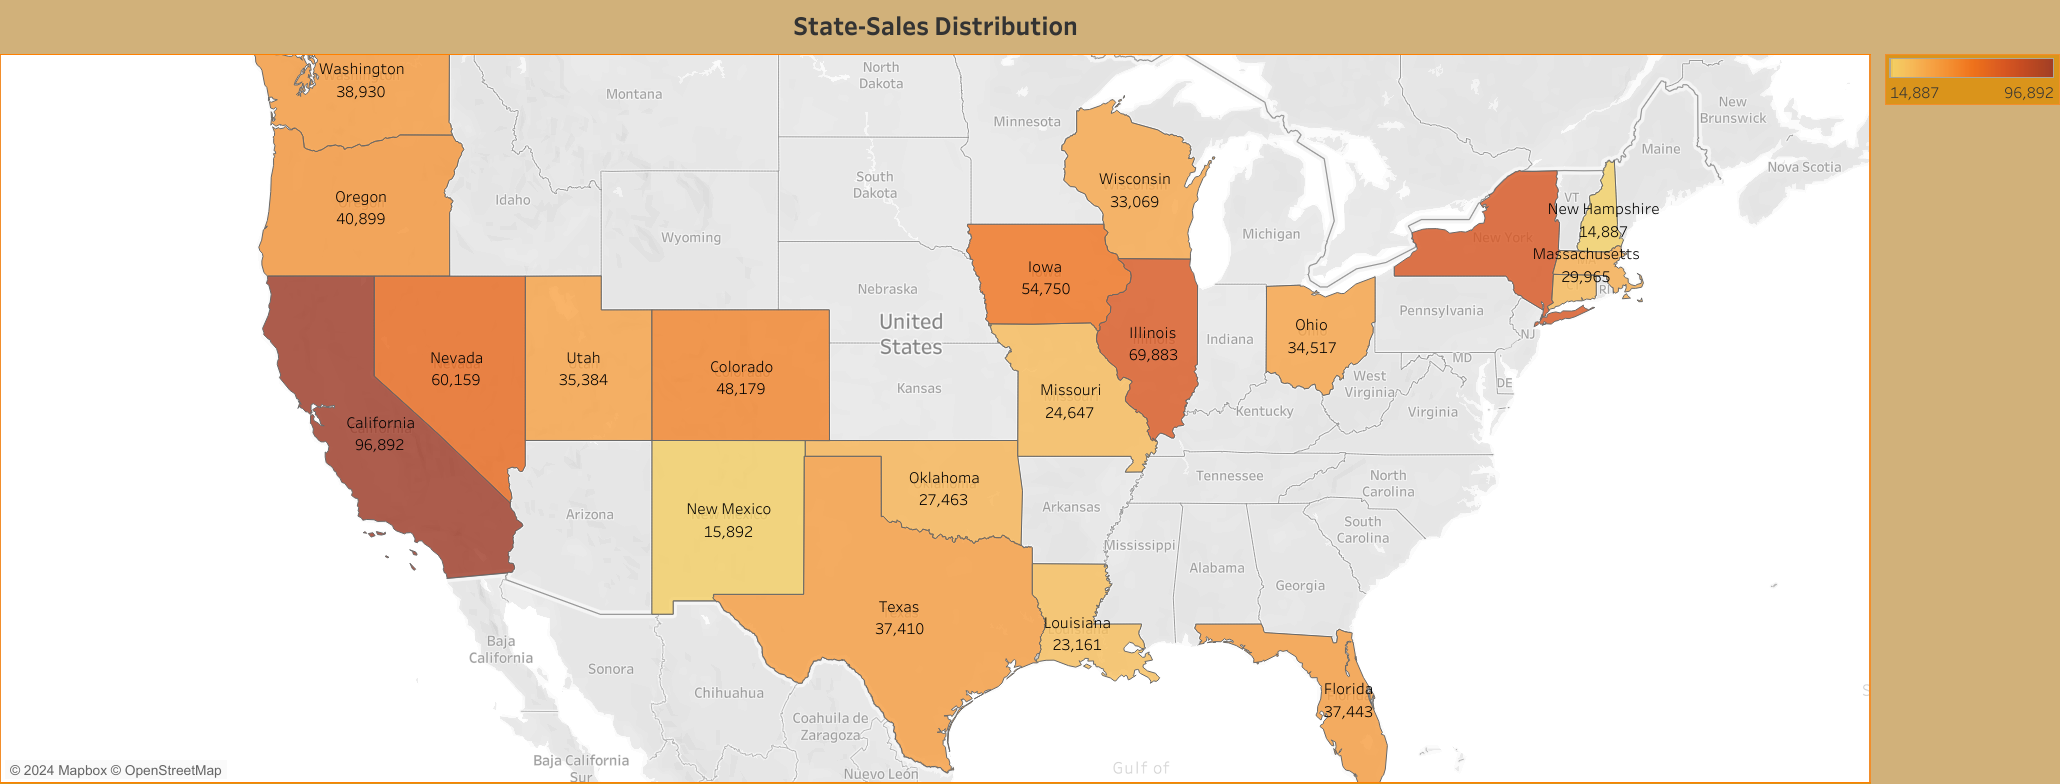 State-Sales Distribution
14,887
96,892
Washington
38,930
Montana
North
Dakota
Minnesota
New
Brunswick
Maine
Nova Scotia
Oregon
40,899
Idaho
Wyoming
South
Dakota
Wisconsin
33,069
Michigan
New York
VT
New Hampshire
14,887
Massachusetts
29,965
RI
Iowa
54,750
Nebraska
United
States
Illinois
69,883
Indiana
Ohio
34,517
Pennsylvania
NJ
MD
DE
West
Virginia
Virginia
Kentucky
Nevada
60,159
Utah
35,384
Colorado
48,179
Kansas
Missouri
24,647
California
96,892
Tennessee
North
Carolina
South
Carolina
Arizona
New Mexico
15,892
Oklahoma
27,463
Arkansas
Mississippi
Alabama
Georgia
Texas
37,410
Louisiana
23,161
Florida
37,443
Baja
California
Sonora
Chihuahua
Coahuila de
Zaragoza
Baja California
Sur
Nuevo León
Gulf of
S
© 2024 Mapbox © OpenStreetMap